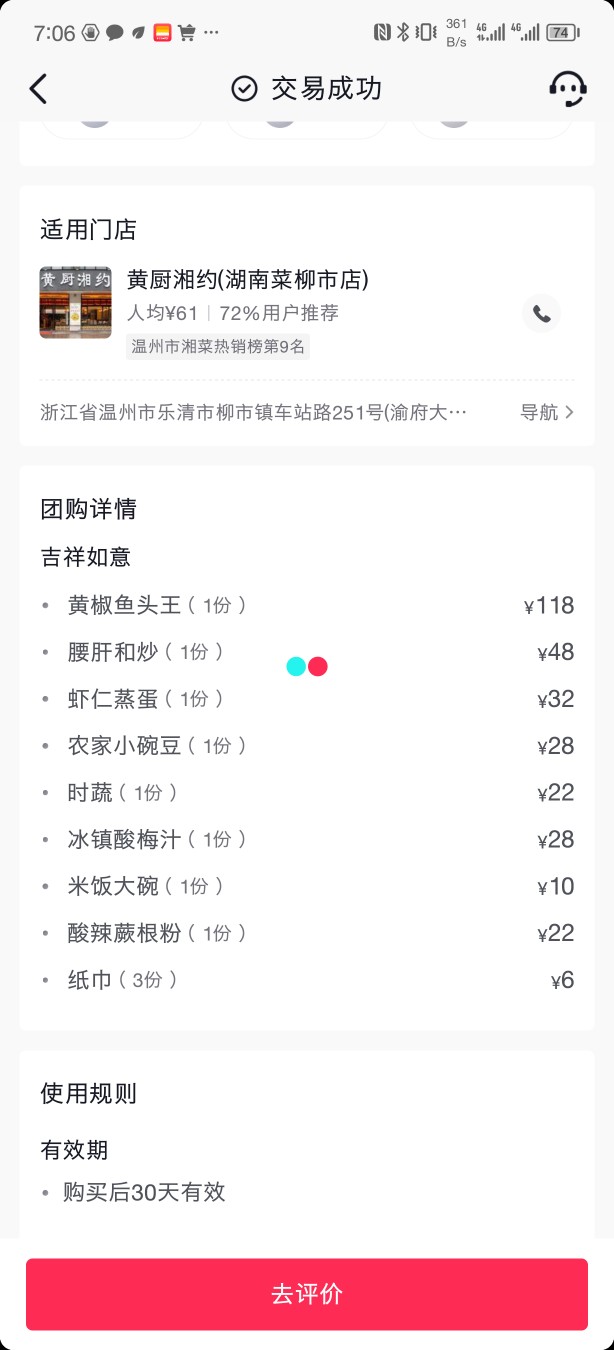 7:06
361
B/s
4G
4G
74
交易成功
适用门店
黄厨湘约
黄厨湘约(湖南菜柳市店)
人均¥61 | 72%用户推荐
温州市湘菜热销榜第9名
浙江省温州市乐清市柳市镇车站路251号(渝府大… 导航
团购详情
吉祥如意
• 黄椒鱼头王 ( 1份 ) ¥118
• 腰肝和炒 ( 1份 ) ¥48
• 虾仁蒸蛋 ( 1份 ) ¥32
• 农家小碗豆 ( 1份 ) ¥28
• 时蔬 ( 1份 ) ¥22
• 冰镇酸梅汁 ( 1份 ) ¥28
• 米饭大碗 ( 1份 ) ¥10
• 酸辣蕨根粉 ( 1份 ) ¥22
• 纸巾 ( 3份 ) ¥6
使用规则
有效期
• 购买后30天有效
去评价